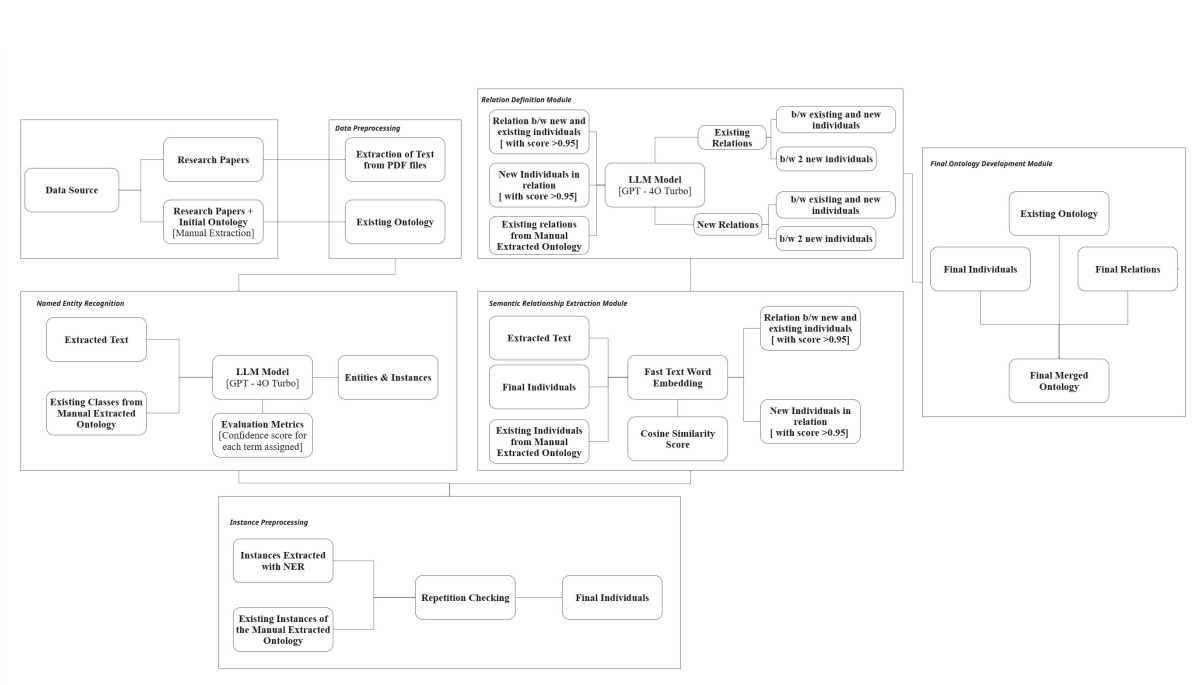 Data Source
Research Papers
Research Papers +
Initial Ontology
[Manual Extraction]
Data Preprocessing
Extraction of Text
from PDF files
Existing Ontology
Relation Definition Module
Relation b/w new and
existing individuals
[ with score >0.95]
New Individuals in
relation
[ with score >0.95]
Existing relations
from Manual
Extracted Ontology
LLM Model
[GPT - 4O Turbo]
Existing
Relations
b/w existing and new
individuals
b/w 2 new individuals
New Relations
b/w existing and new
individuals
b/w 2 new individuals
Final Ontology Development Module
Existing Ontology
Final Individuals
Final Relations
Final Merged
Ontology
Named Entity Recognition
Extracted Text
Existing Classes from
Manual Extracted
Ontology
LLM Model
[GPT - 4O Turbo]
Evaluation Metrics
[Confidence score for
each term assigned]
Entities & Instances
Semantic Relationship Extraction Module
Extracted Text
Final Individuals
Existing Individuals
from Manual
Extracted Ontology
Fast Text Word
Embedding
Cosine Similarity
Score
Relation b/w new and
existing individuals
[ with score >0.95]
New Individuals in
relation
[ with score >0.95]
Instance Preprocessing
Instances Extracted
with NER
Existing Instances of
the Manual Extracted
Ontology
Repetition Checking
Final Individuals